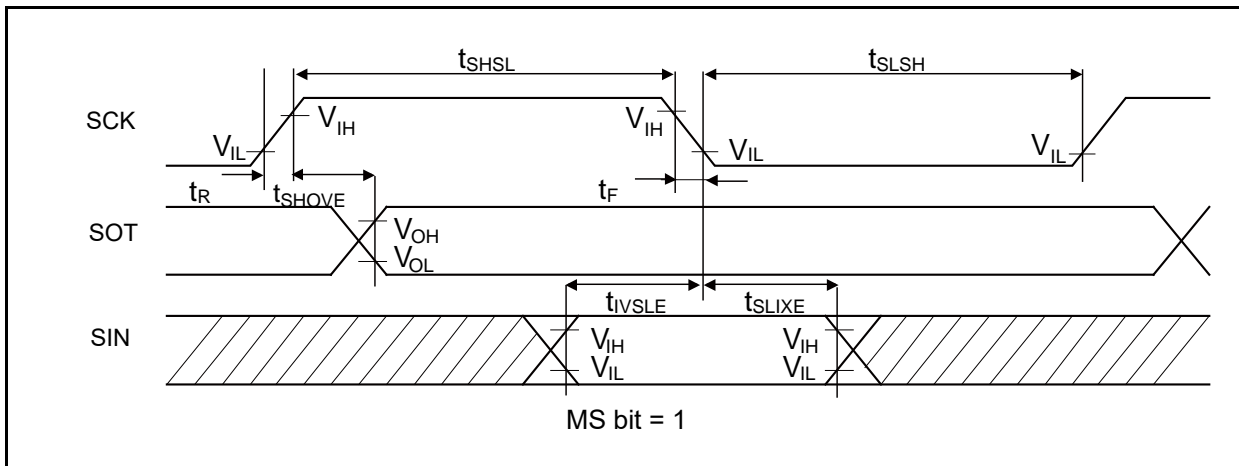 tSHSL
tSLSH
SCK
VIH
VIH
VIL
VIL
VIL
tR
tSHOVE
tF
SOT
VOH
VOL
tIVSLE
tSLIXE
SIN
VIH
VIH
VIL
VIL
MS bit = 1